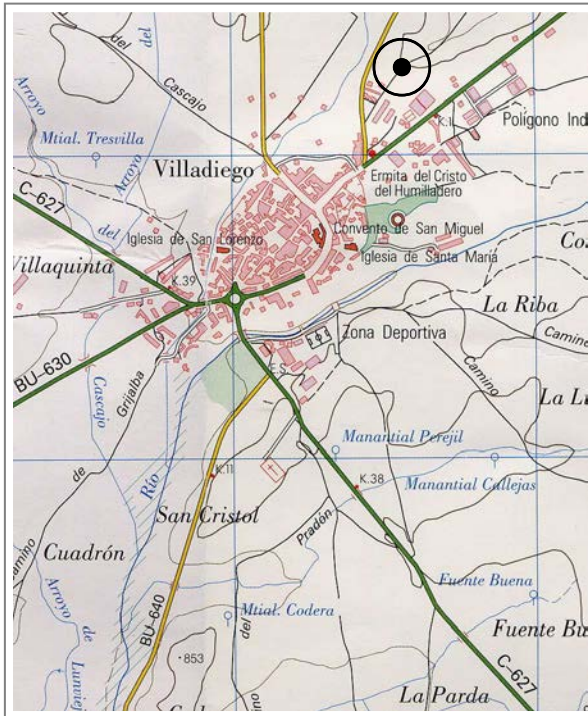 del
Cascajo
del
Arroyo
Mtial. Tresvilla
Arroyo
K.1
Polígono Ind
Villadiego
Ermita del Cristo
del Humilladero
C-627
del
Iglesia de San Lorenzo
Convento de San Miguel
Iglesia de Santa María
Co
Villaquinta
K.39
La Riba
Camino
Zona Deportiva
BU-630
E.S.
Camino
La Lu
Cascajo
Grijalba
de
Río
Manantial Perejil
K.11
K.38
Manantial Callejas
San Cristol
Pradón
Camino
Cuadrón
Arroyo
de
Fuente Buena
Mtial. Codera
del
BU-640
Fuente Bu
·853
C-627
La Parda